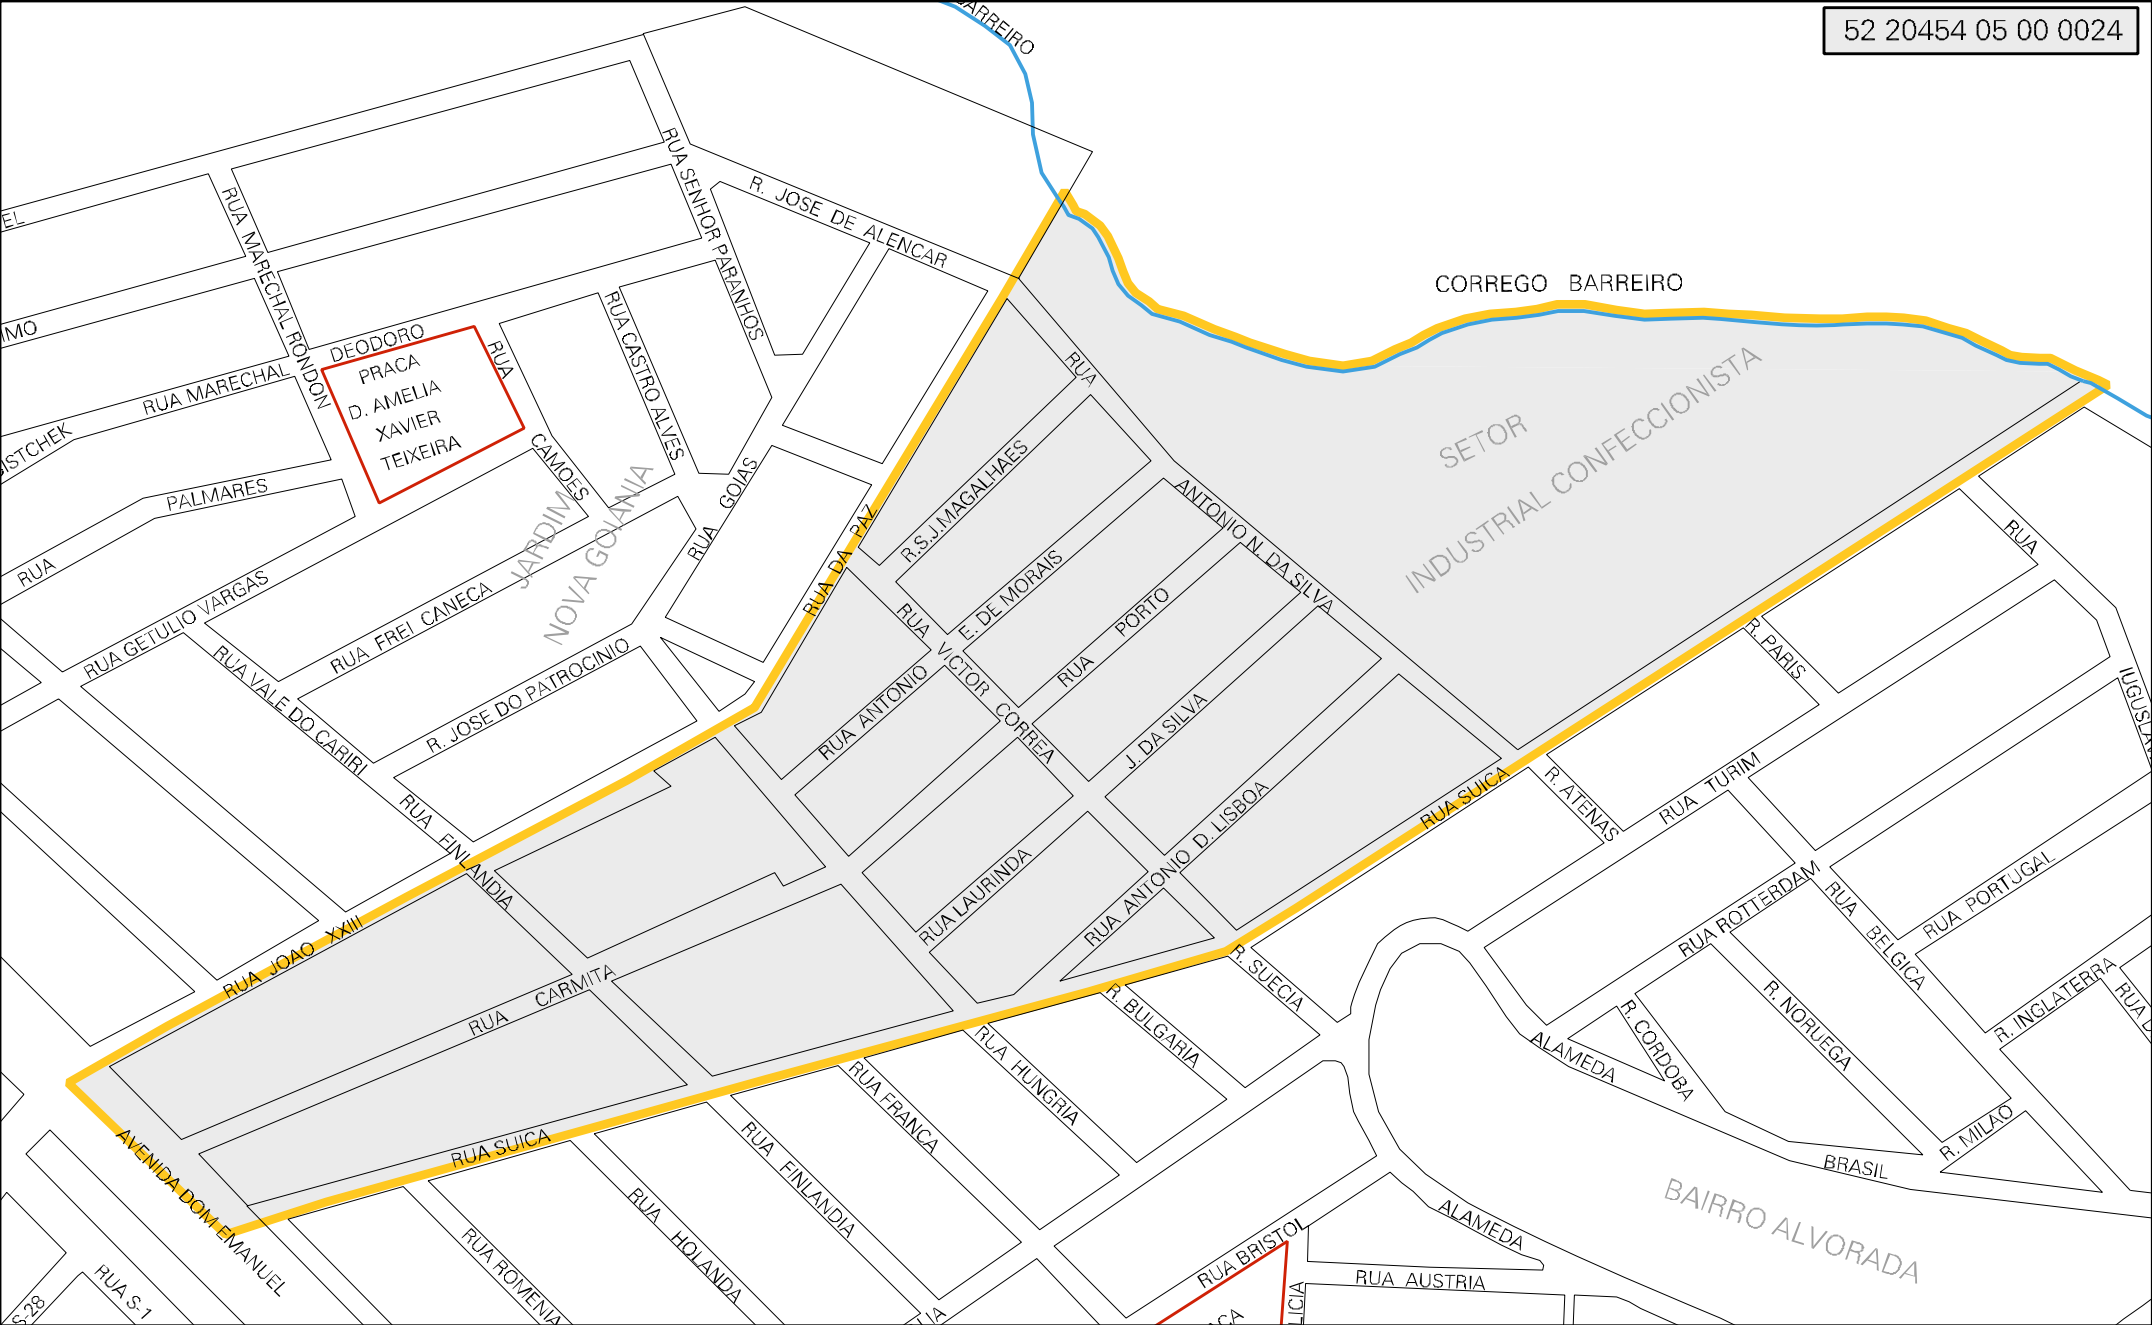 BARREIRO
52 20454 05 00 0024
RUA SENHOR PARANHOS
R. JOSE DE ALENCAR
RUA MARECHAL RONDON
CORREGO BARREIRO
DEODORO
RUA MARECHAL
PRACA
D. AMELIA
XAVIER
TEIXEIRA
RUA
CAMOES
RUA CASTRO ALVES
RUA GOIAS
PALMARES
RUA
RUA GETULIO VARGAS
RUA FREI CANECA
R. JOSE DO PATROCINIO
RUA VALE DO CARIRI
JARDIM
NOVA GOIANIA
RUA DA PAZ
RUA
ANTONIO N. DA SILVA
R.S.J.MAGALHAES
E. DE MORAIS
RUA ANTONIO
RUA VICTOR CORREA
RUA PORTO
J. DA SILVA
RUA ANTONIO D. LISBOA
RUA LAURINDA
SETOR
INDUSTRIAL CONFECCIONISTA
RUA FINLANDIA
RUA JOAO XXIII
RUA CARMITA
RUA SUICA
RUA SUICA
AVENIDA DOM EMANUEL
RUA S-1
S-28
RUA
R. PARIS
R. ATENAS
RUA TURIM
RUA ROTTERDAM
RUA BELGICA
RUA PORTUGAL
R. INGLATERRA
R. NORUEGA
R. CORDOBA
R. MILAO
ALAMEDA
BRASIL
R. SUECIA
R. BULGARIA
RUA HUNGRIA
RUA FRANCA
RUA FINLANDIA
RUA HOLANDA
RUA ROMENIA
RUA BRISTOL
ALAMEDA
RUA AUSTRIA
BAIRRO ALVORADA